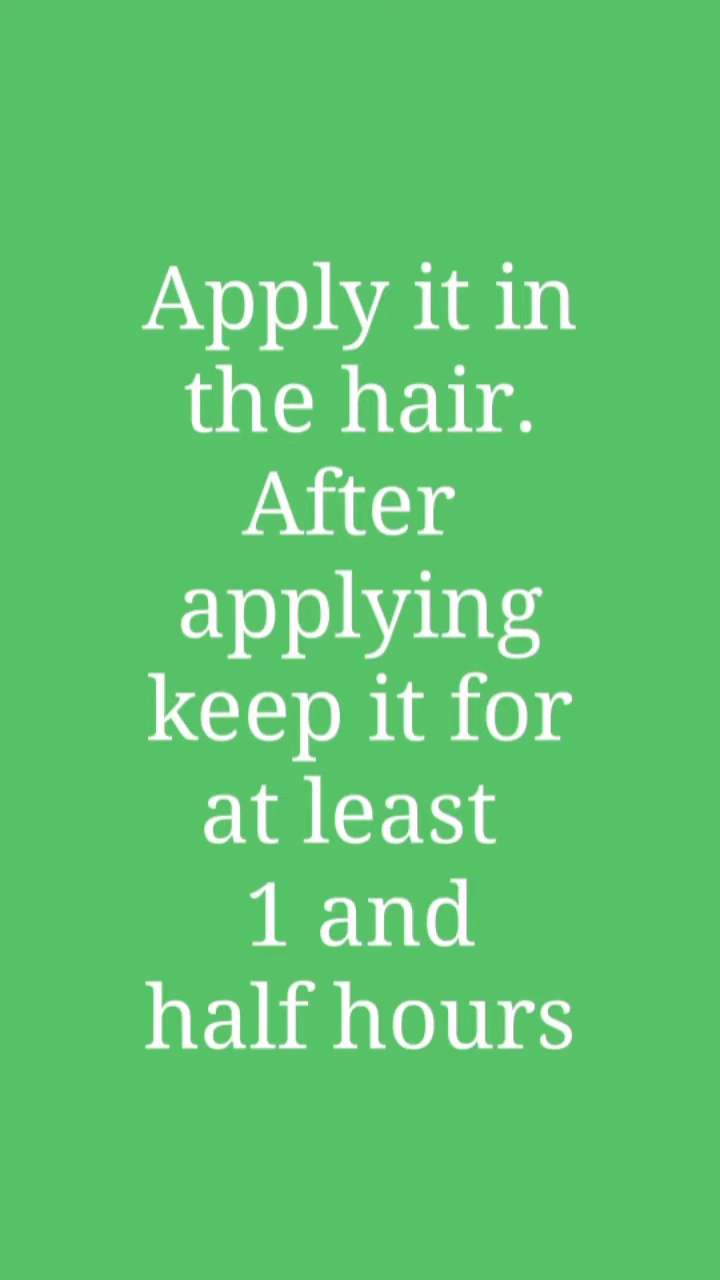 Apply it in
the hair.
After
applying
keep it for
at least
1 and
half hours